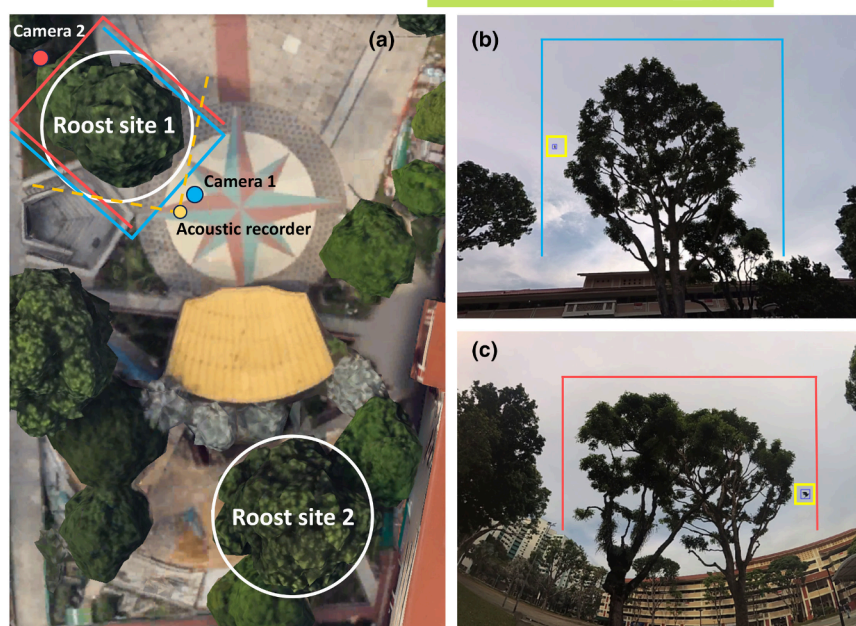 Camera 2
(a)
Roost site 1
Camera 1
Acoustic recorder
Roost site 2
(b)
(c)